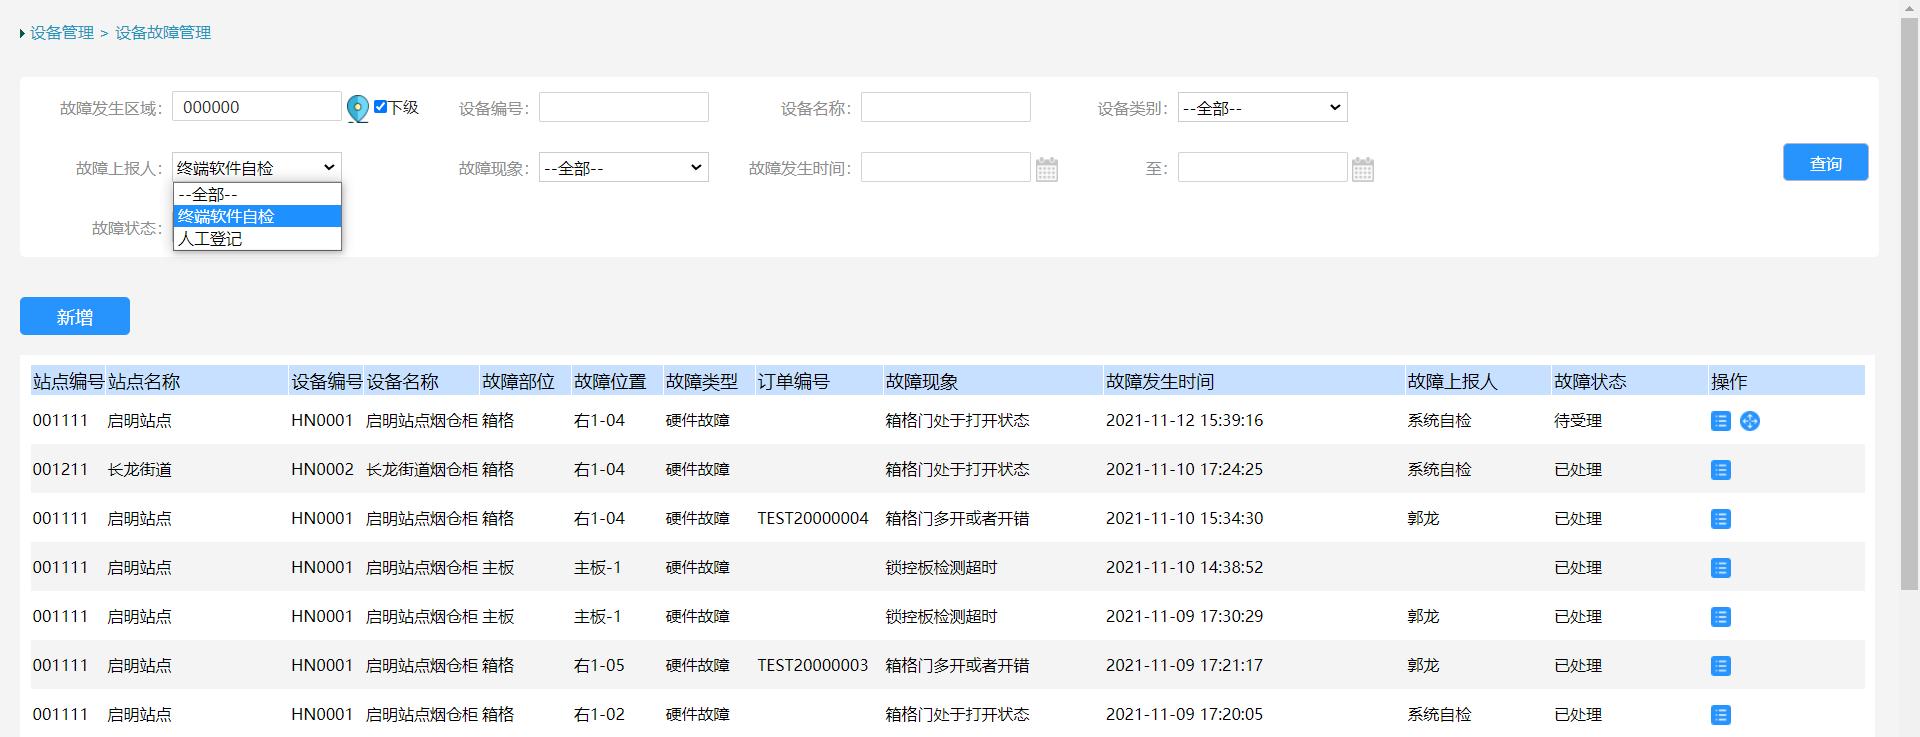 设备管理 > 设备故障管理
故障发生区域： 000000 下级 设备编号： 设备名称： 设备类别： --全部--
故障上报人： 终端软件自检 故障现象： --全部-- 故障发生时间： 至： 查询
--全部--
终端软件自检
故障状态：
人工登记
新增
站点编号 站点名称 设备编号 设备名称 故障部位 故障位置 故障类型 订单编号 故障现象 故障发生时间 故障上报人 故障状态 操作
001111 启明站点 HN0001 启明站点烟仓柜 箱格 右1-04 硬件故障 箱格门处于打开状态 2021-11-12 15:39:16 系统自检 待受理
001211 长龙街道 HN0002 长龙街道烟仓柜 箱格 右1-04 硬件故障 箱格门处于打开状态 2021-11-10 17:24:25 系统自检 已处理
001111 启明站点 HN0001 启明站点烟仓柜 箱格 右1-04 硬件故障 TEST20000004 箱格门多开或者开错 2021-11-10 15:34:30 郭龙 已处理
001111 启明站点 HN0001 启明站点烟仓柜 主板 主板-1 硬件故障 锁控板检测超时 2021-11-10 14:38:52 已处理
001111 启明站点 HN0001 启明站点烟仓柜 主板 主板-1 硬件故障 锁控板检测超时 2021-11-09 17:30:29 郭龙 已处理
001111 启明站点 HN0001 启明站点烟仓柜 箱格 右1-05 硬件故障 TEST20000003 箱格门多开或者开错 2021-11-09 17:21:17 郭龙 已处理
001111 启明站点 HN0001 启明站点烟仓柜 箱格 右1-02 硬件故障 箱格门处于打开状态 2021-11-09 17:20:05 系统自检 已处理